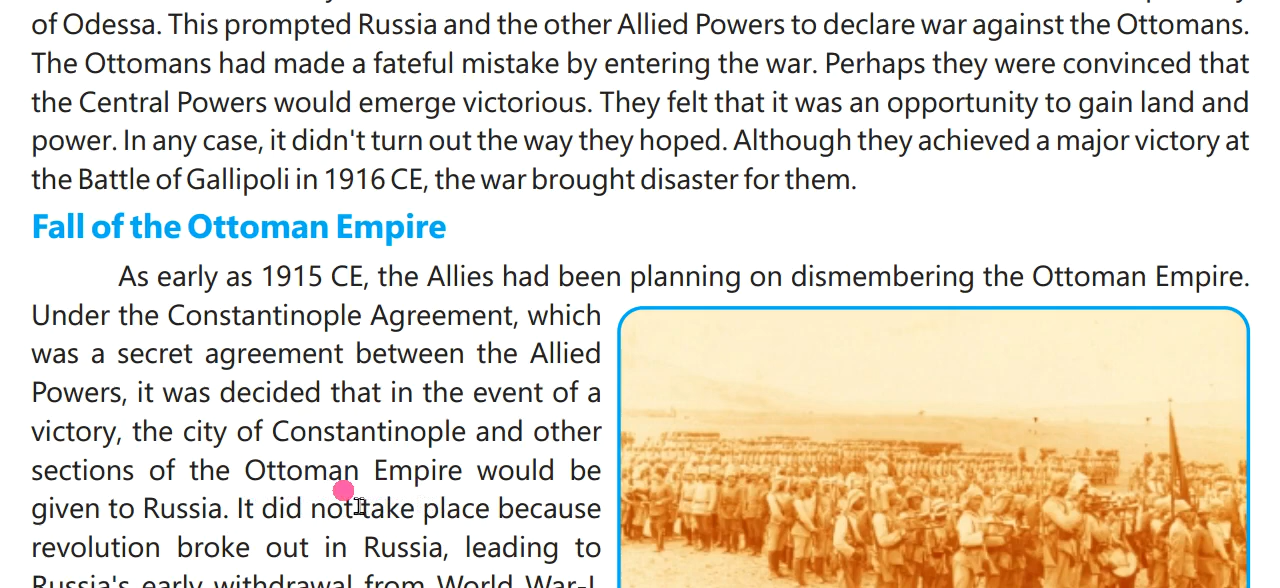 of Odessa. This prompted Russia and the other Allied Powers to declare war against the Ottomans.
The Ottomans had made a fateful mistake by entering the war. Perhaps they were convinced that
the Central Powers would emerge victorious. They felt that it was an opportunity to gain land and
power. In any case, it didn't turn out the way they hoped. Although they achieved a major victory at
the Battle of Gallipoli in 1916 CE, the war brought disaster for them.
Fall of the Ottoman Empire
As early as 1915 CE, the Allies had been planning on dismembering the Ottoman Empire.
Under the Constantinople Agreement, which
was a secret agreement between the Allied
Powers, it was decided that in the event of a
victory, the city of Constantinople and other
sections of the Ottoman Empire would be
given to Russia. It did not take place because
revolution broke out in Russia, leading to
Russia's early withdrawal from World War-I.